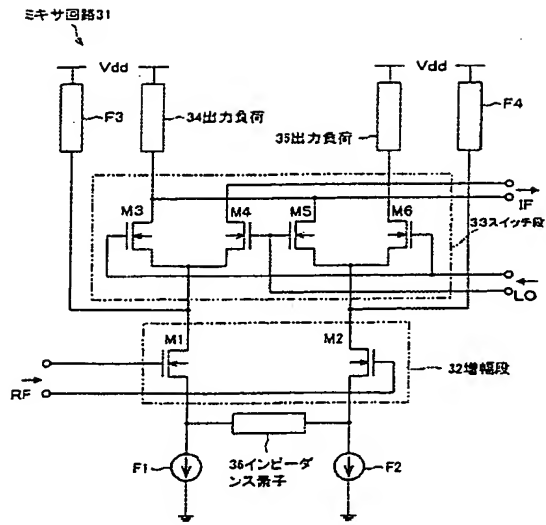 ミキサ回路31
Vdd
Vdd
F3
34出力負荷
35出力負荷
F4
IF
33スイッチ段
M3
M4
M5
M6
LO
M1
M2
32増幅段
RF
36インピーダ
ンス素子
F1
F2